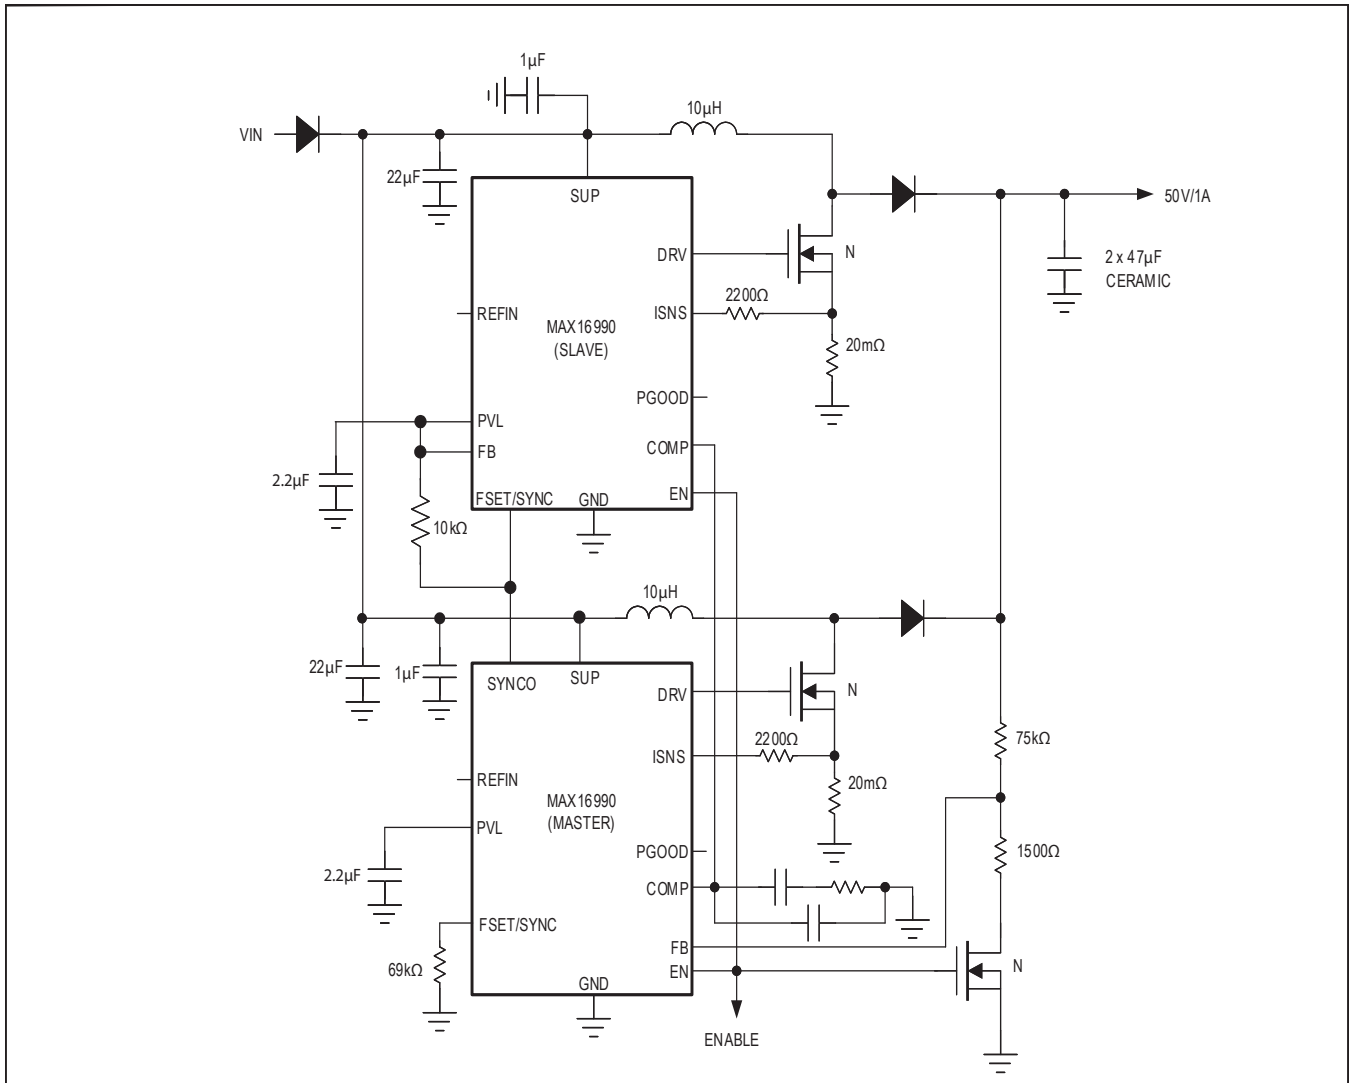 1µF
10µH
VIN
22µF
SUP
50V/1A
DRV
N
2 x 47µF
CERAMIC
2200Ω
REFIN
ISNS
MAX16990
(SLAVE)
20mΩ
PGOOD
PVL
COMP
FB
2.2µF
EN
FSET/SYNC
GND
10kΩ
10µH
22µF
1µF
SYNCO
SUP
DRV
N
2200Ω
75kΩ
ISNS
REFIN
20mΩ
MAX16990
(MASTER)
PVL
PGOOD
1500Ω
2.2µF
COMP
FSET/SYNC
FB
69kΩ
EN
N
GND
ENABLE